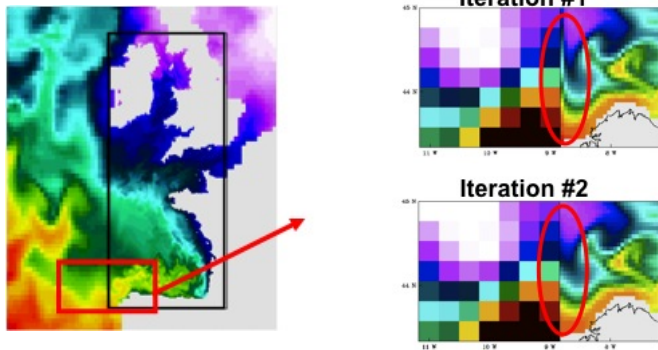 Iteration #1
45 N
44 N
11 W 10 W 9 W 8 W
Iteration #2
45 N
44 N
11 W 10 W 9 W 8 W